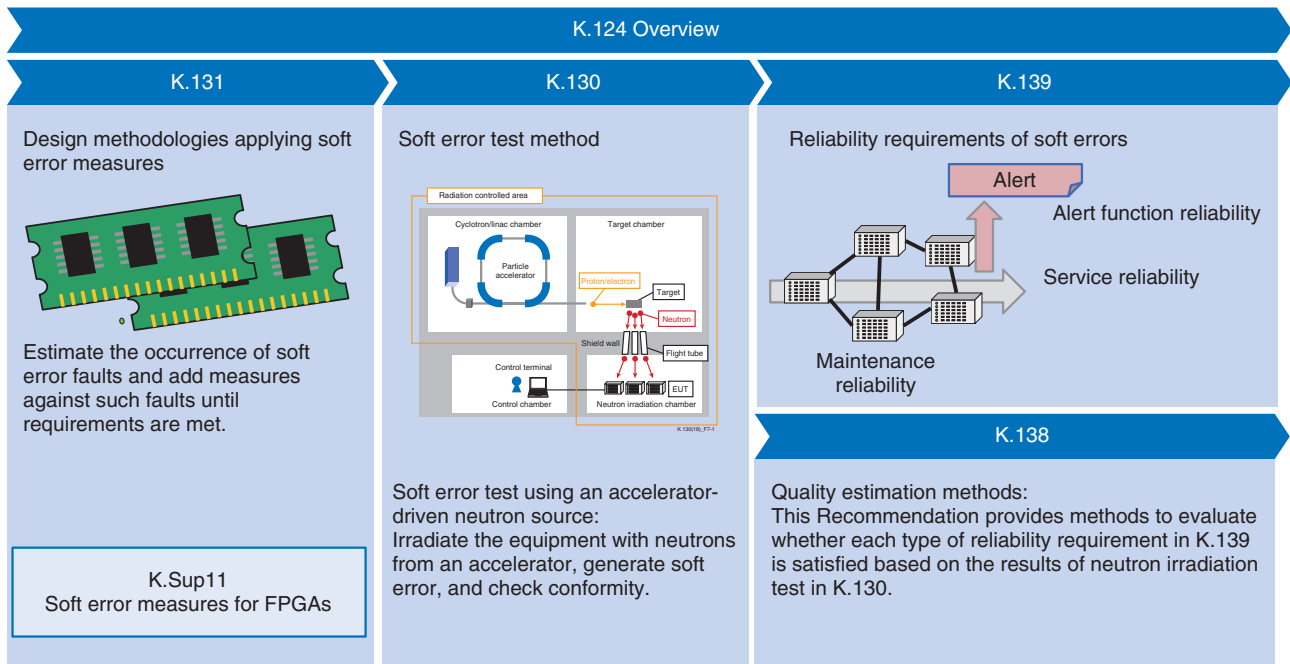 K.124 Overview
K.131
Design methodologies applying soft
error measures
Estimate the occurrence of soft
error faults and add measures
against such faults until
requirements are met.
K.Sup11
Soft error measures for FPGAs
K.130
Soft error test method
Radiation controlled area
Cyclotron/linac chamber
Target chamber
Particle
accelerator
Proton/electron
Target
Neutron
Shield wall
Flight tube
Control terminal
EUT
Control chamber
Neutron irradiation chamber
K.130(18)_F7-1
Soft error test using an accelerator-
driven neutron source:
Irradiate the equipment with neutrons
from an accelerator, generate soft
error, and check conformity.
K.139
Reliability requirements of soft errors
Alert
Alert function reliability
Service reliability
Maintenance
reliability
K.138
Quality estimation methods:
This Recommendation provides methods to evaluate
whether each type of reliability requirement in K.139
is satisfied based on the results of neutron irradiation
test in K.130.